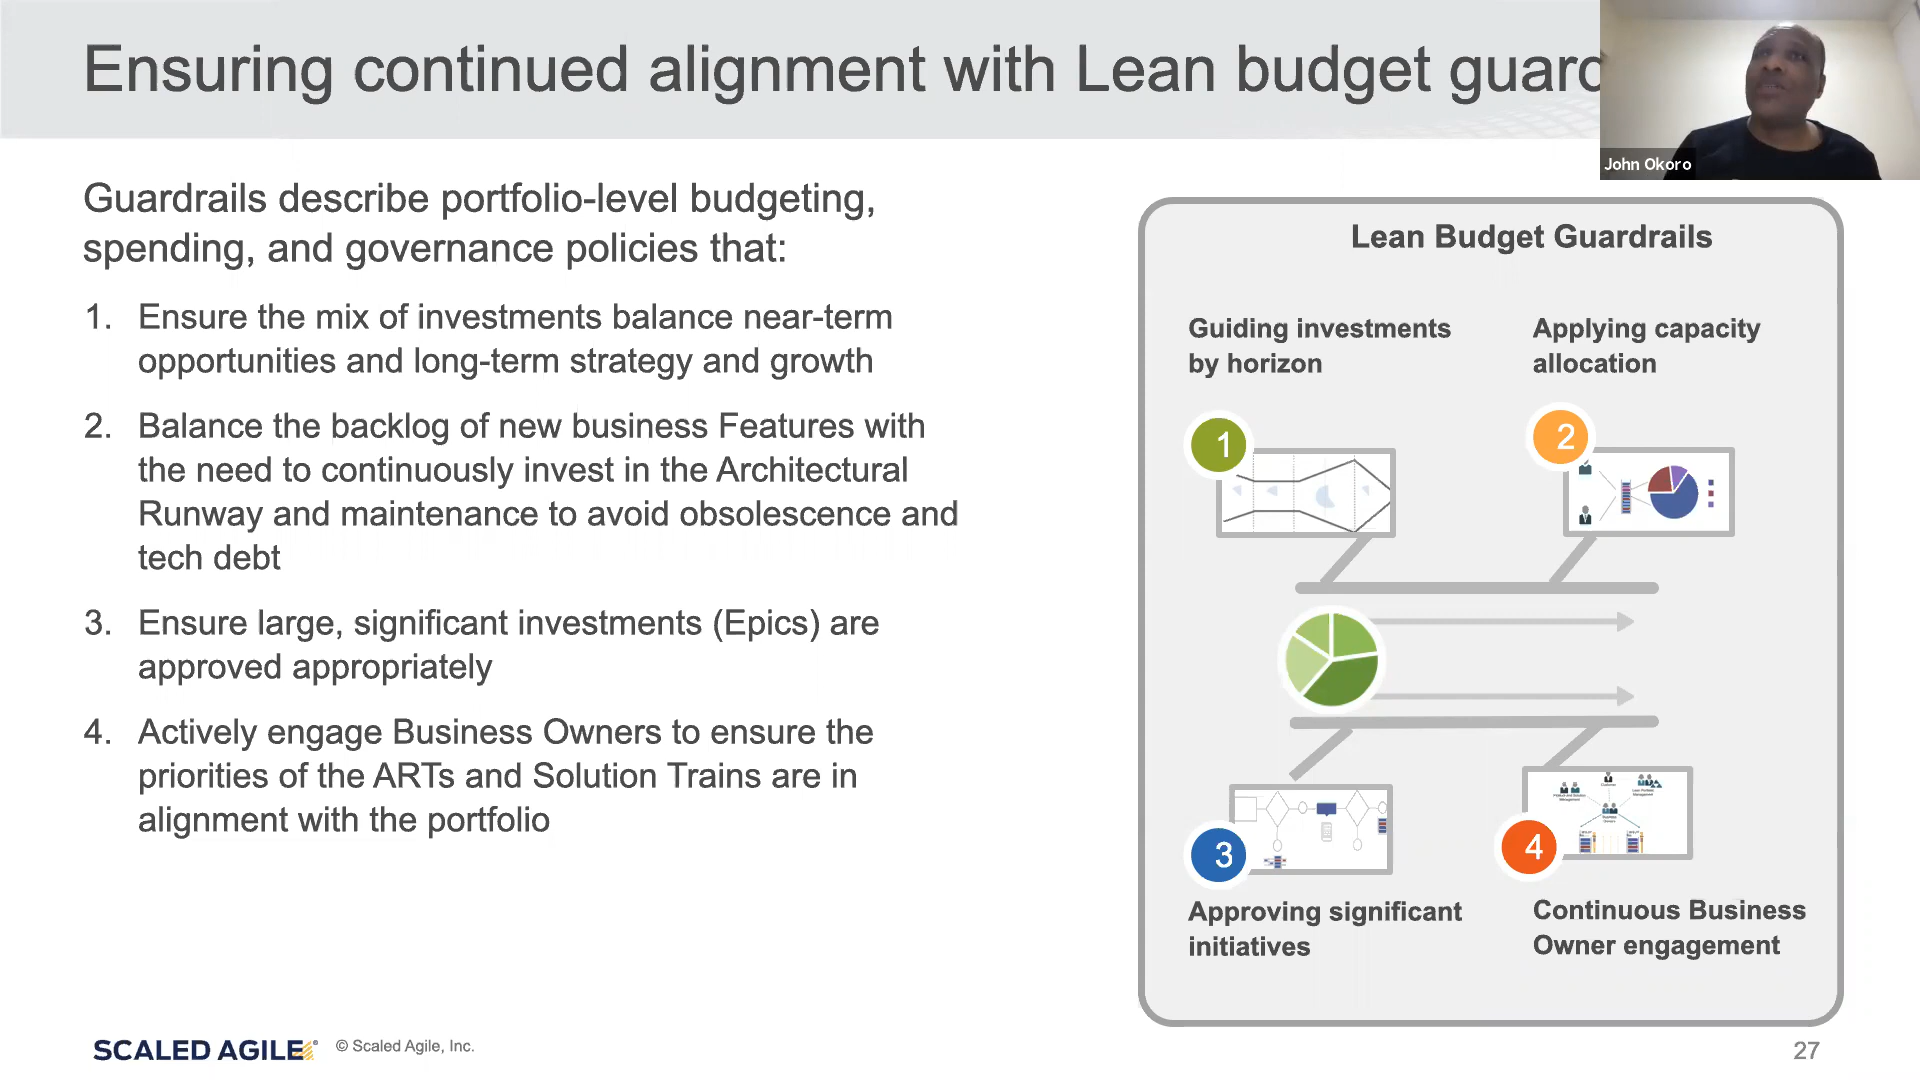 Ensuring continued alignment with Lean budget guard
John Okoro
Guardrails describe portfolio-level budgeting,
spending, and governance policies that:
1. Ensure the mix of investments balance near-term
opportunities and long-term strategy and growth
2. Balance the backlog of new business Features with
the need to continuously invest in the Architectural
Runway and maintenance to avoid obsolescence and
tech debt
3. Ensure large, significant investments (Epics) are
approved appropriately
4. Actively engage Business Owners to ensure the
priorities of the ARTs and Solution Trains are in
alignment with the portfolio
Lean Budget Guardrails
Guiding investments
by horizon
Applying capacity
allocation
1
2
3
4
Customer
Business
Owners
Approving significant
initiatives
Continuous Business
Owner engagement
SCALED AGILE®
© Scaled Agile, Inc.
27